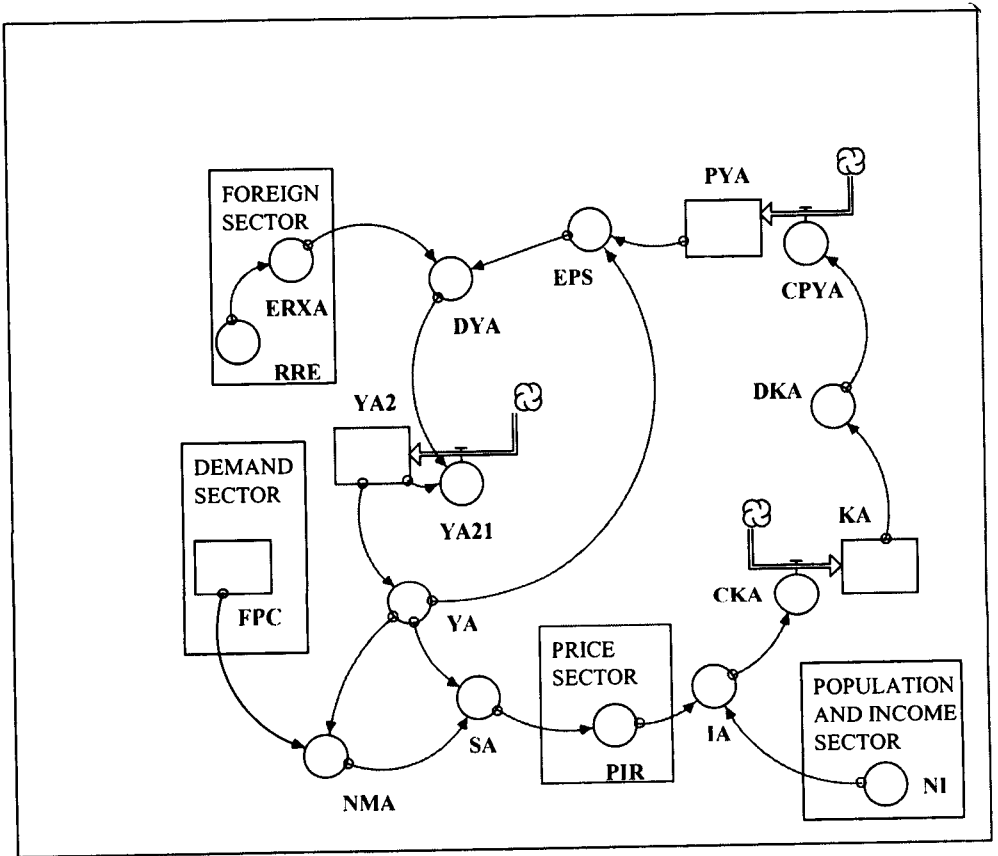 PYA
FOREIGN
SECTOR
EPS
CPYA
ERXA
DYA
RRE
DKA
YA2
DEMAND
SECTOR
YA21
KA
CKA
FPC
YA
PRICE
SECTOR
POPULATION
AND INCOME
SECTOR
SA
IA
PIR
NI
NMA